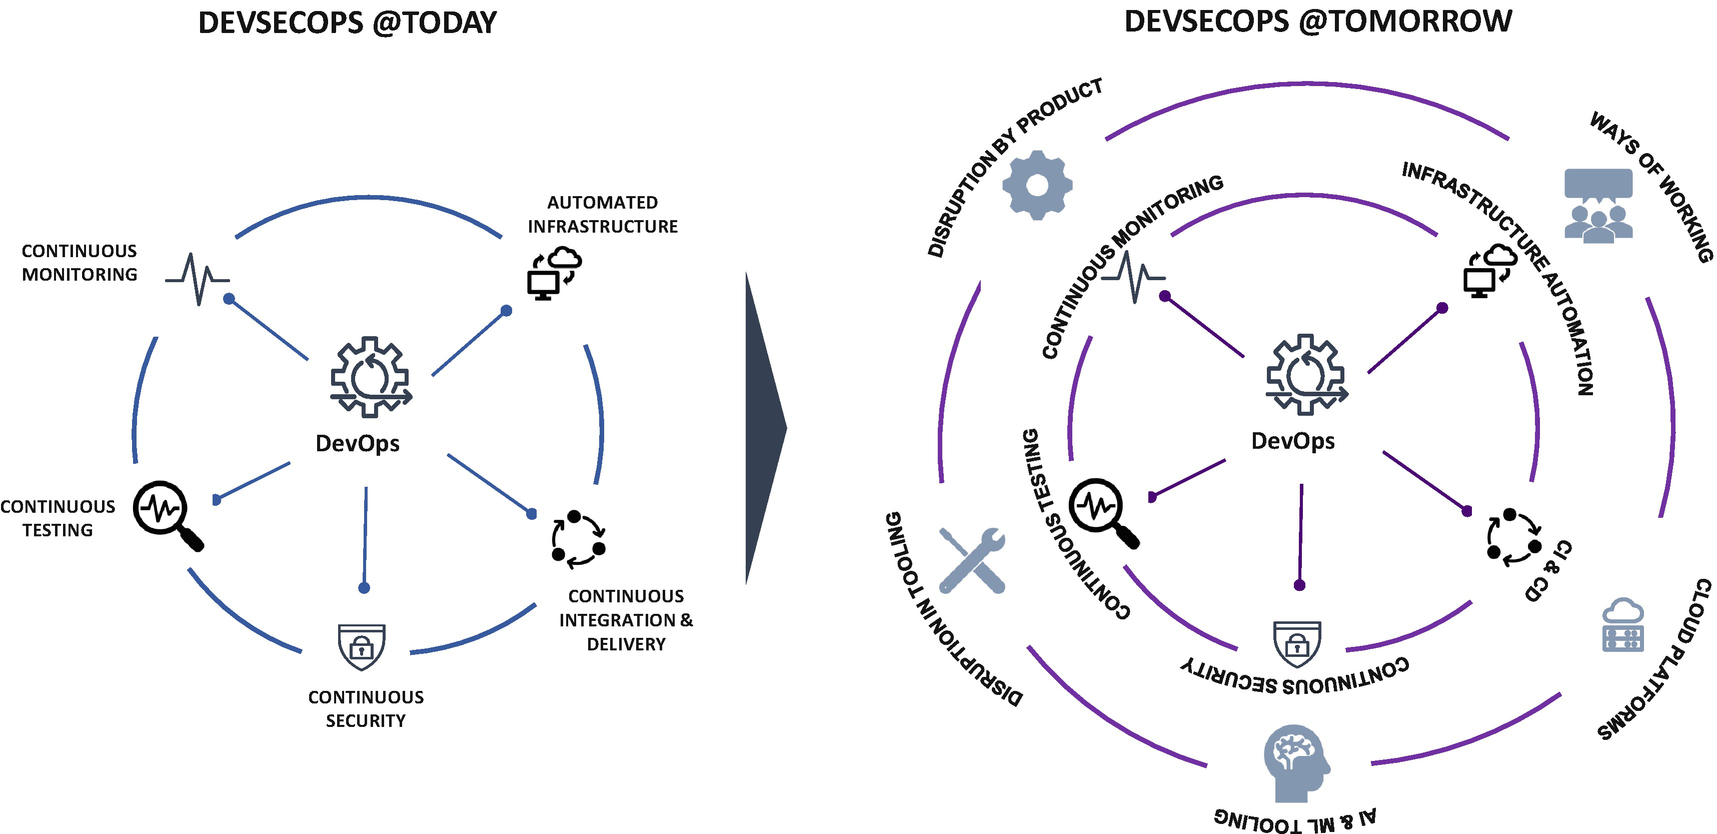 DEVSECOPS @TODAY
AUTOMATED
INFRASTRUCTURE
CONTINUOUS
MONITORING
DevOps
CONTINUOUS
TESTING
CONTINUOUS
INTEGRATION &
DELIVERY
CONTINUOUS
SECURITY
DEVSECOPS @TOMORROW
DISRUPTION BY PRODUCT
WAYS OF WORKING
CONTINUOUS MONITORING
INFRASTRUCTURE AUTOMATION
DevOps
CONTINUOUS TESTING
CI & CD
CONTINUOUS SECURITY
DISRUPTION IN TOOLING
CLOUD PLATFORMS
AI & ML TOOLING